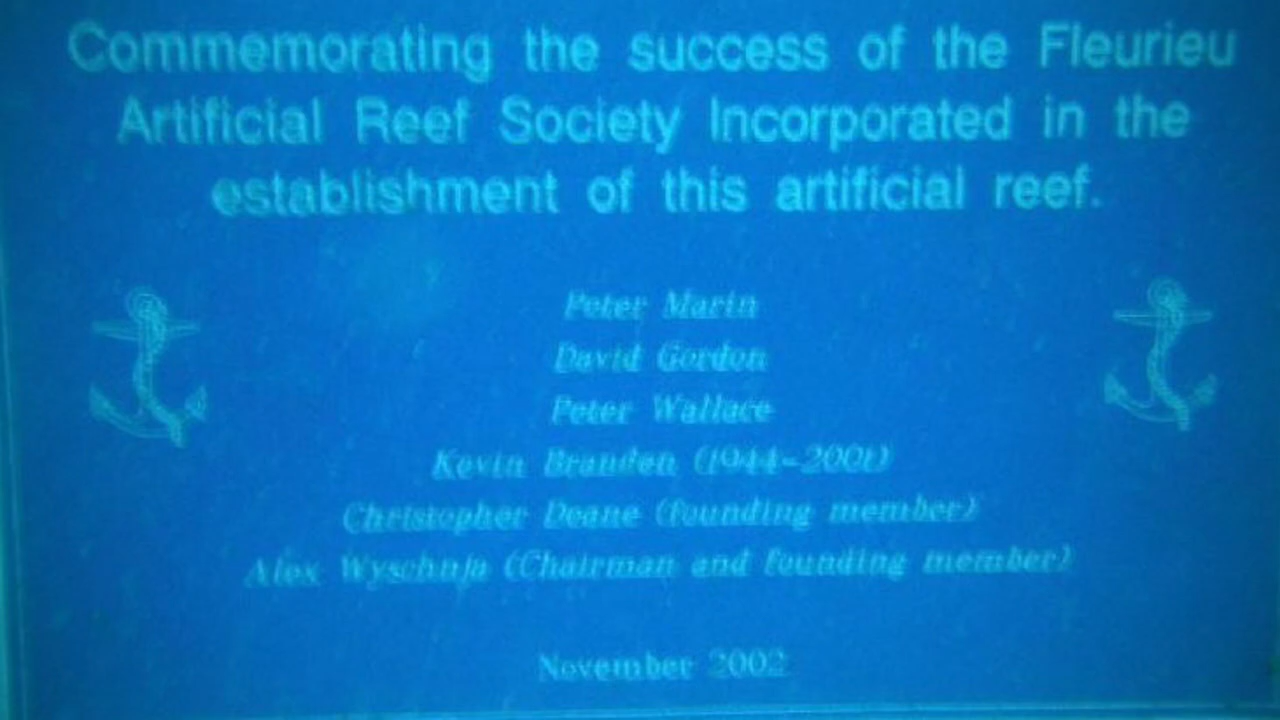 Commemorating the success of the Fleurieu
Artificial Reef Society Incorporated in the
establishment of this artificial reef.
Peter Marin
David Gordon
Peter Wallace
Kevin Branden (1944-2001)
Christopher Deane (founding member)
Alex Wyschnja (Chairman and founding member)
November 2002